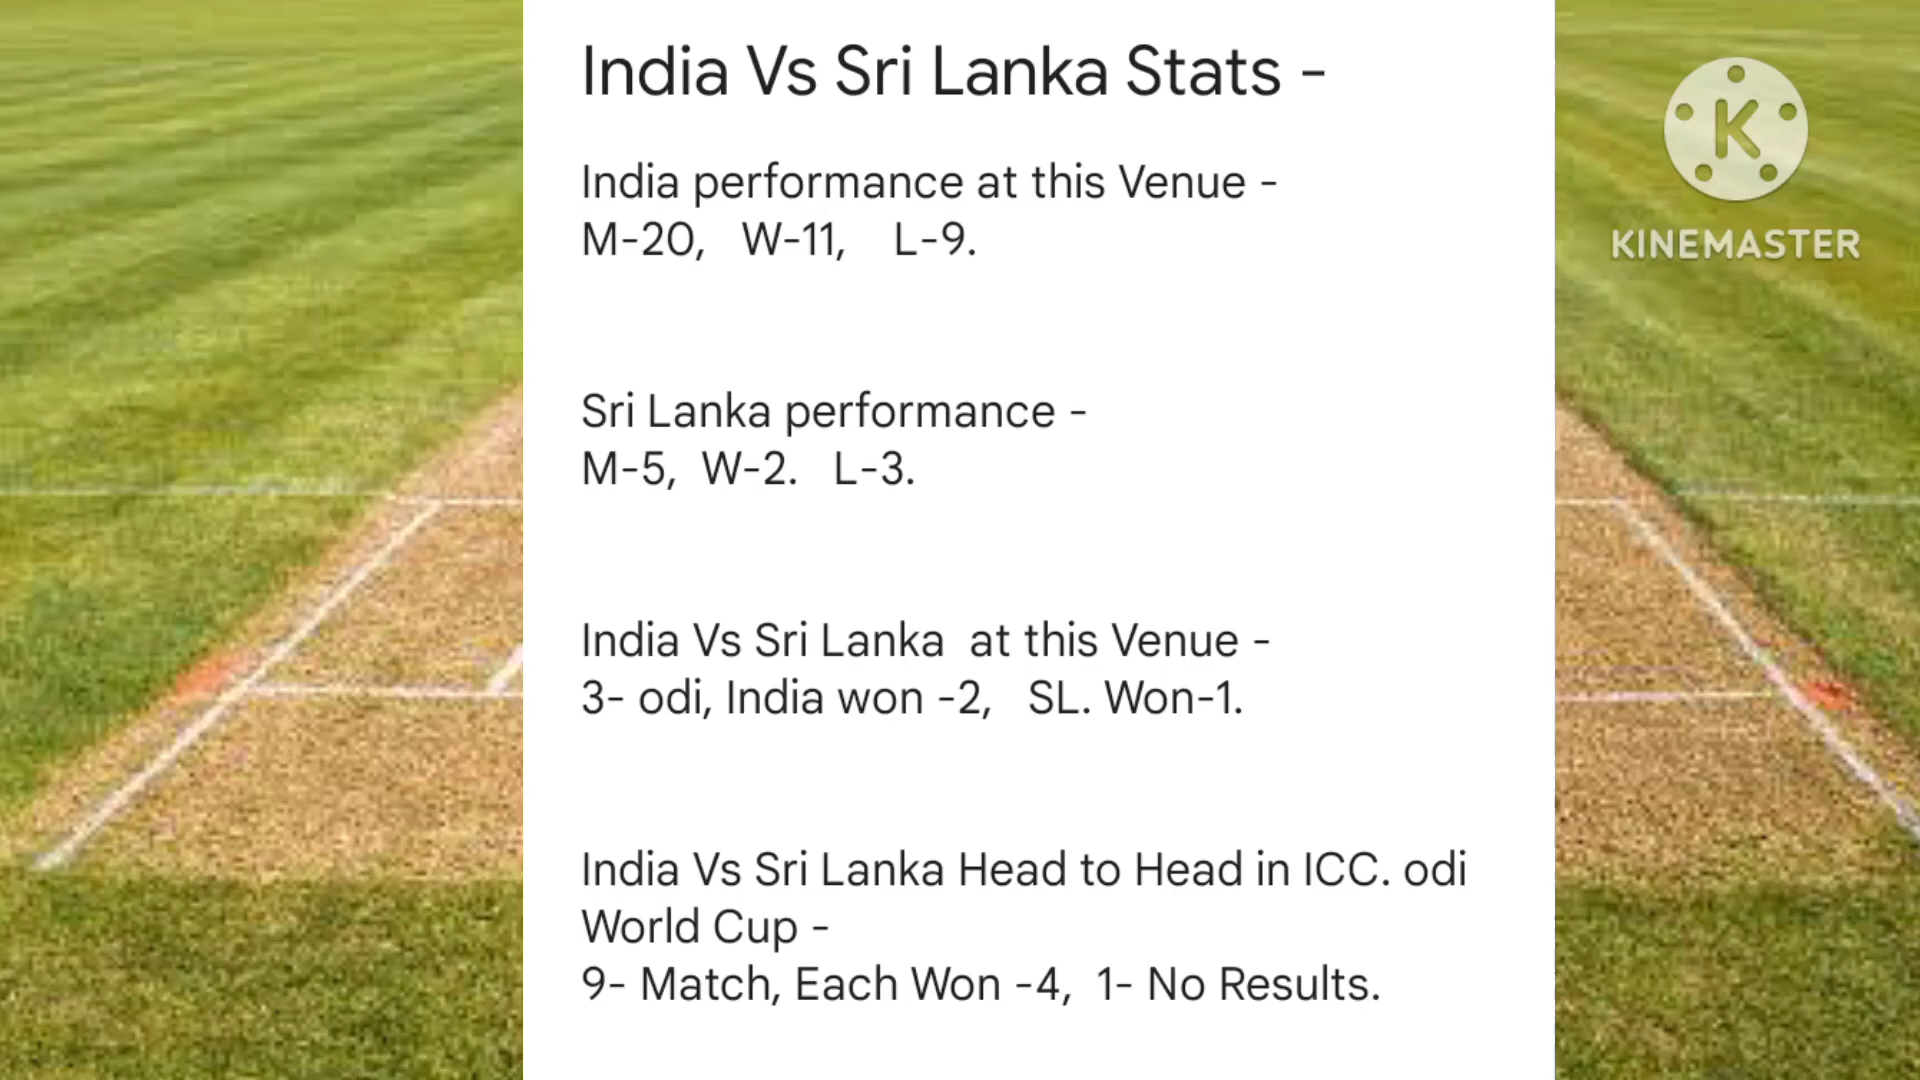 India Vs Sri Lanka Stats -
India performance at this Venue -
M-20, W-11, L-9.
Sri Lanka performance -
M-5, W-2. L-3.
India Vs Sri Lanka at this Venue -
3- odi, India won -2, SL. Won-1.
India Vs Sri Lanka Head to Head in ICC. odi
World Cup -
9- Match, Each Won -4, 1- No Results.
K
KINEMASTER